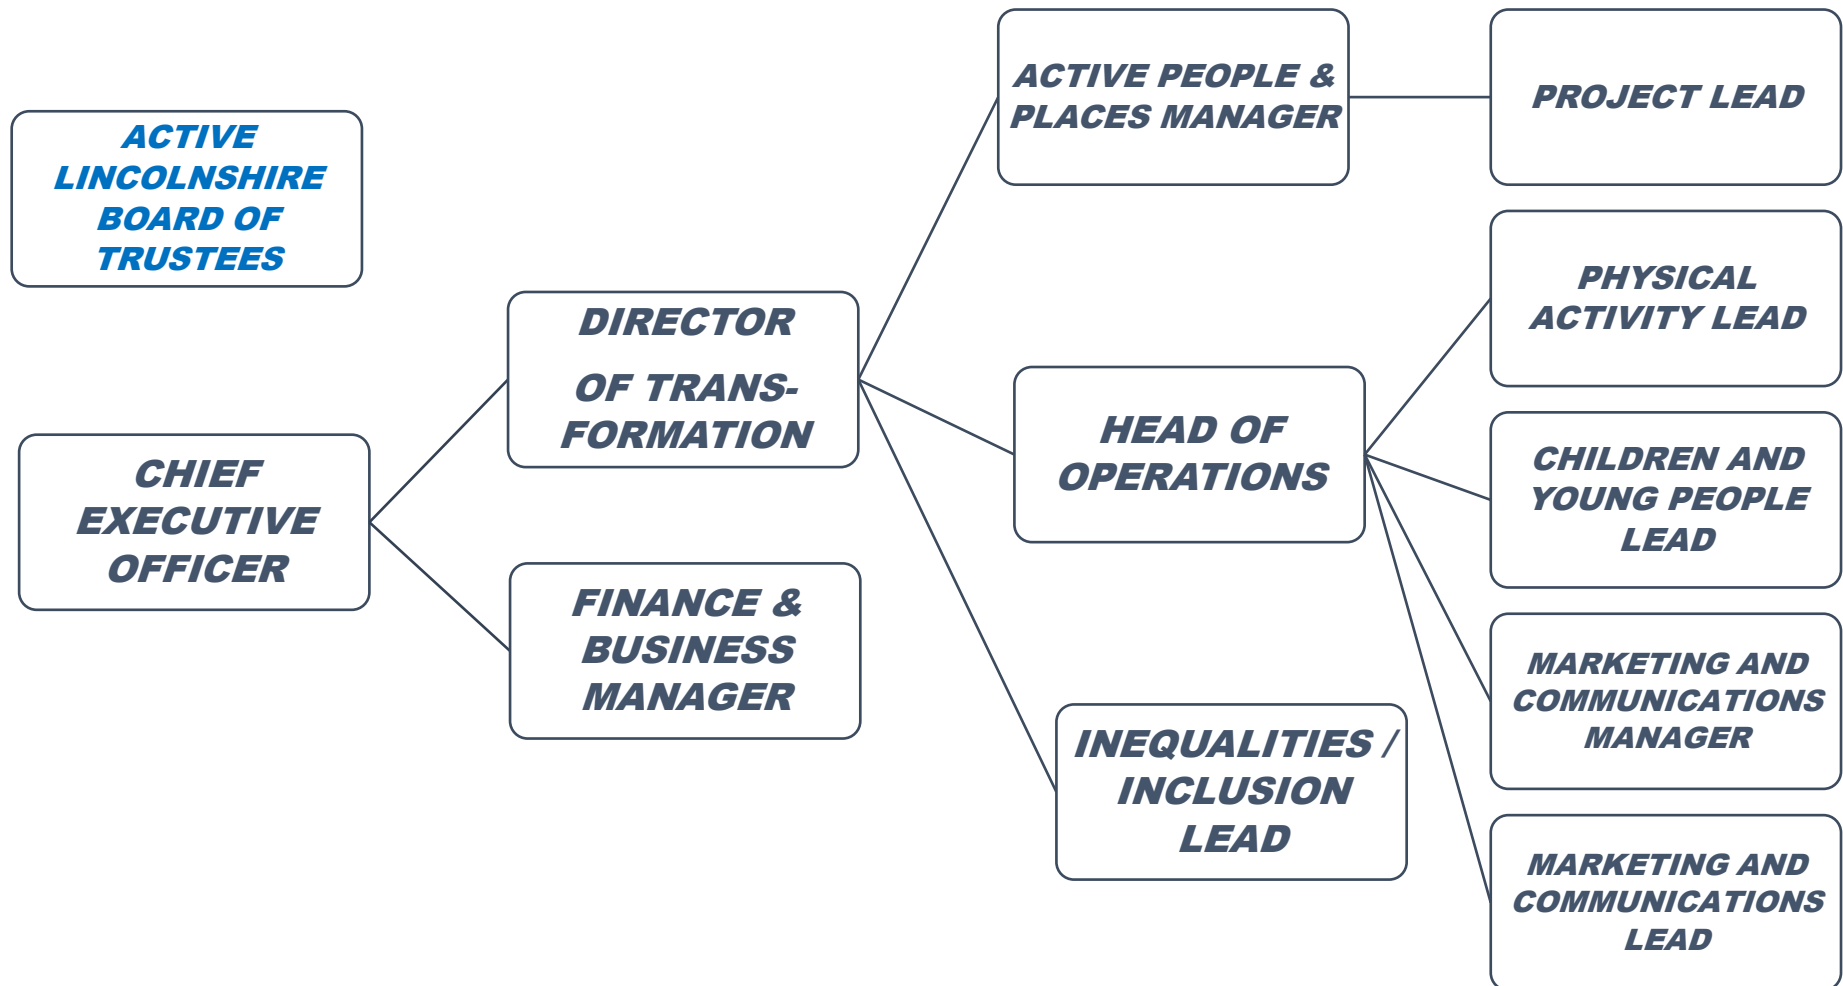 ACTIVE
LINCOLNSHIRE
BOARD OF
TRUSTEES
CHIEF
EXECUTIVE
OFFICER
DIRECTOR
OF TRANS-
FORMATION
FINANCE &
BUSINESS
MANAGER
ACTIVE PEOPLE &
PLACES MANAGER
HEAD OF
OPERATIONS
INEQUALITIES /
INCLUSION
LEAD
PROJECT LEAD
PHYSICAL
ACTIVITY LEAD
CHILDREN AND
YOUNG PEOPLE
LEAD
MARKETING AND
COMMUNICATIONS
MANAGER
MARKETING AND
COMMUNICATIONS
LEAD